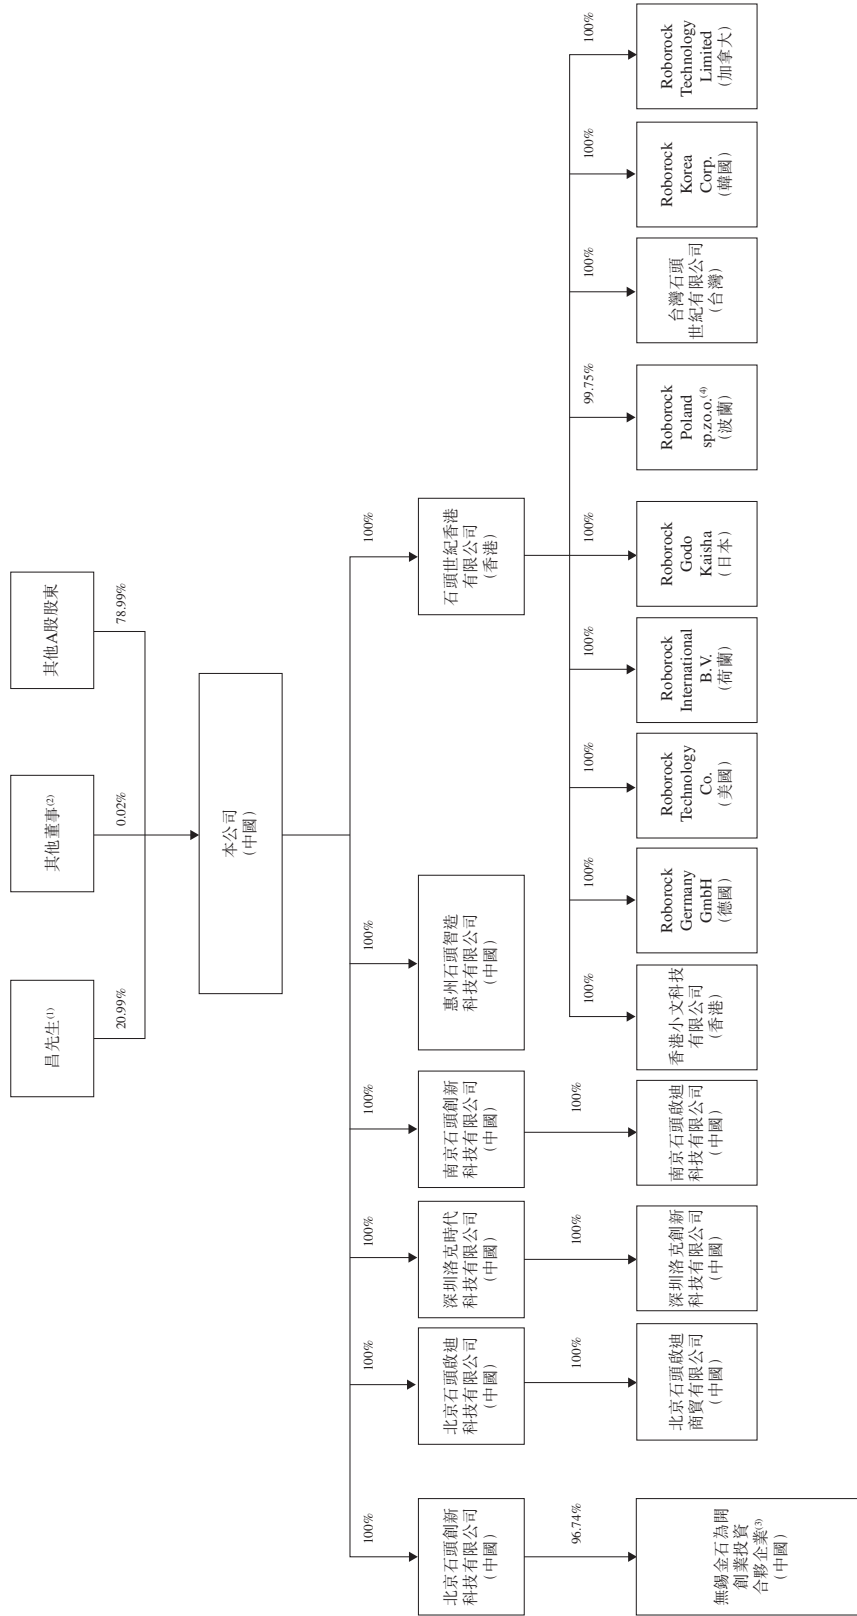 昌先生(1)
其他董事(2)
其他A股股東
20.99%
0.02%
78.99%
本公司
（中國）
100%
100%
100%
100%
100%
100%
北京石頭創新
科技有限公司
（中國）
北京石頭啟迪
科技有限公司
（中國）
深圳洛克時代
科技有限公司
（中國）
南京石頭創新
科技有限公司
（中國）
惠州石頭智造
科技有限公司
（中國）
石頭世紀香港
有限公司
（香港）
96.74%
100%
100%
100%
100%
100%
100%
100%
100%
99.75%
100%
100%
100%
無錫金石為開
創業投資
合夥企業(3)
（中國）
北京石頭啟迪
商貿有限公司
（中國）
深圳洛克創新
科技有限公司
（中國）
南京石頭啟迪
科技有限公司
（中國）
香港小文科技
有限公司
（香港）
Roborock
Germany
GmbH
（德國）
Roborock
Technology
Co.
（美國）
Roborock
International
B.V.
（荷蘭）
Roborock
Godo
Kaisha
（日本）
Roborock
Poland
sp.zo.o.(4)
（波蘭）
台灣石頭
世紀有限公司
（台灣）
Roborock
Korea
Corp.
（韓國）
Roborock
Technology
Limited
（加拿大）